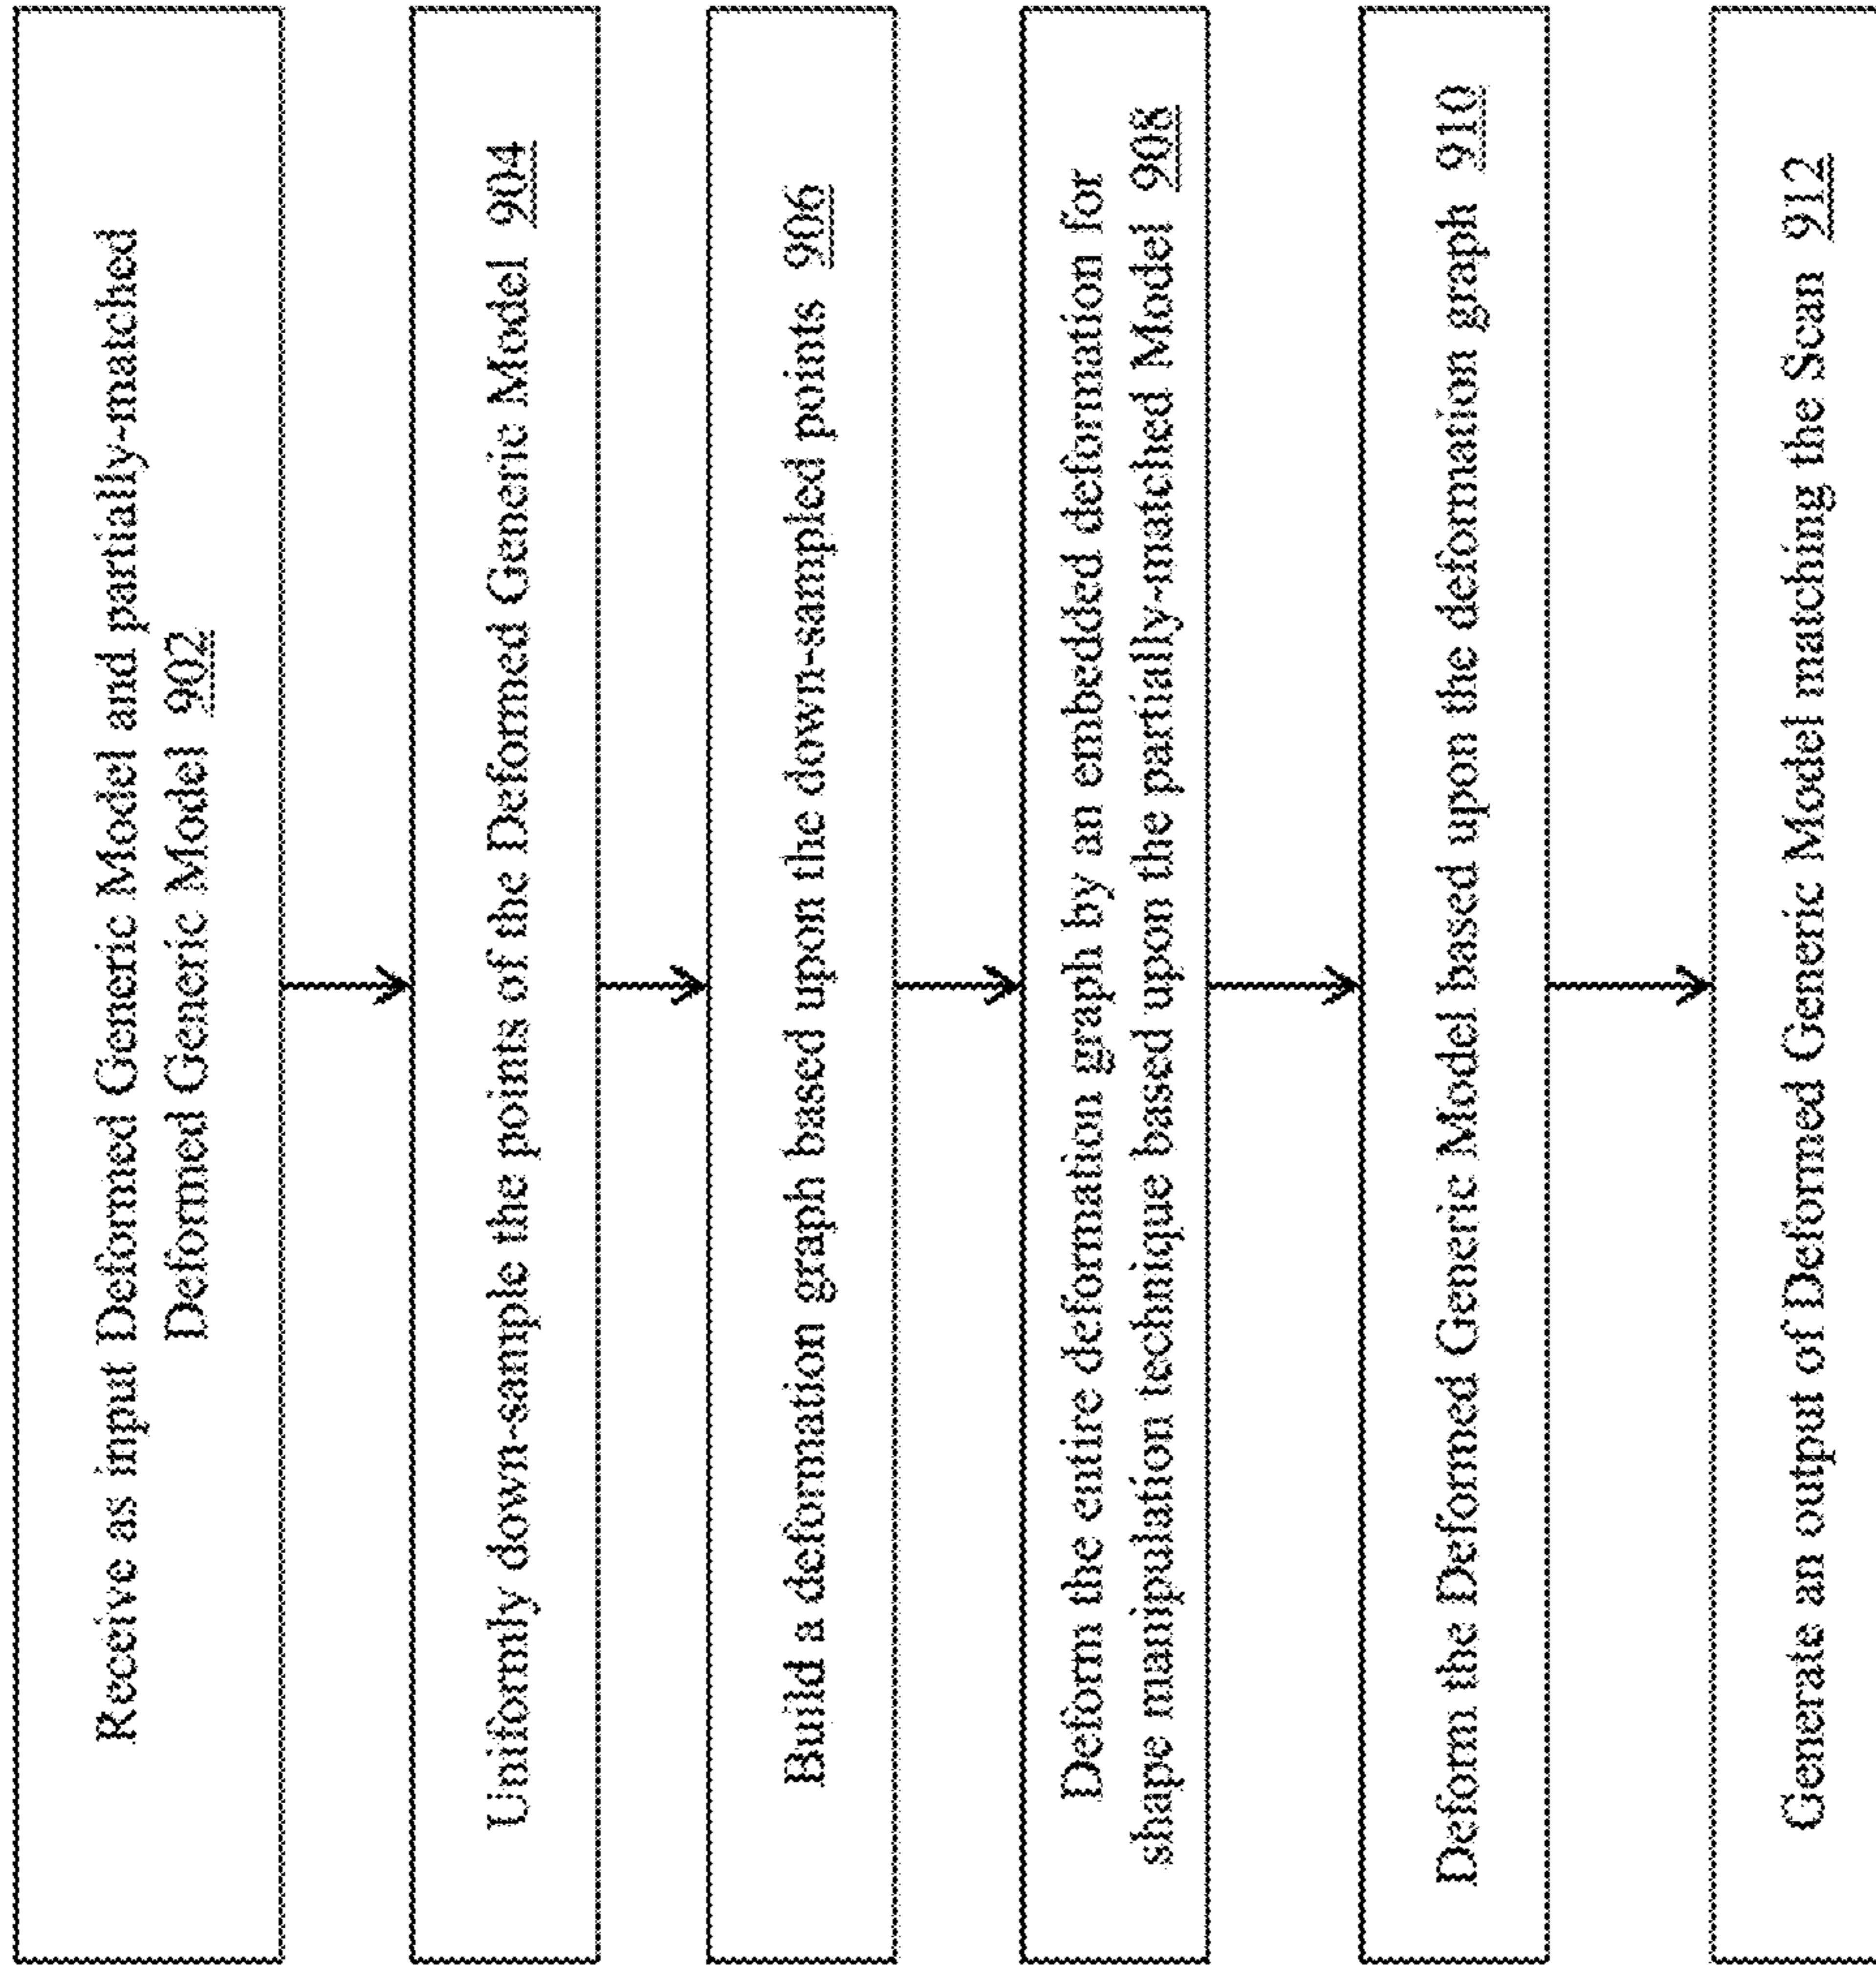 Receive as input Deformed Generic Model and partially-matched
Deformed Generic Model 902
Uniformly down-sample the points of the Deformed Generic Model 904
Build a deformation graph based upon the down-sampled points 906
Deform the entire deformation graph by an embedded deformation for
shape manipulation technique based upon the partially-matched Model 908
Deform the Deformed Generic Model based upon the deformation graph 910
Generate an output of Deformed Generic Model matching the Scan 912